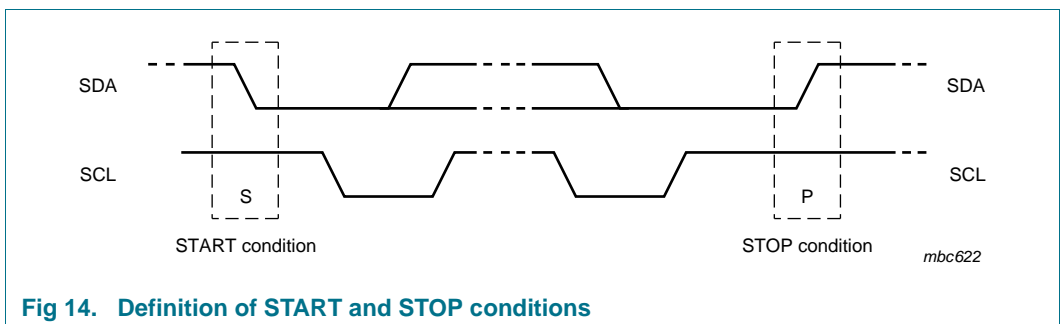 SDA
SDA
SCL
SCL
S
P
START condition
STOP condition
mbc622
Fig 14. Definition of START and STOP conditions